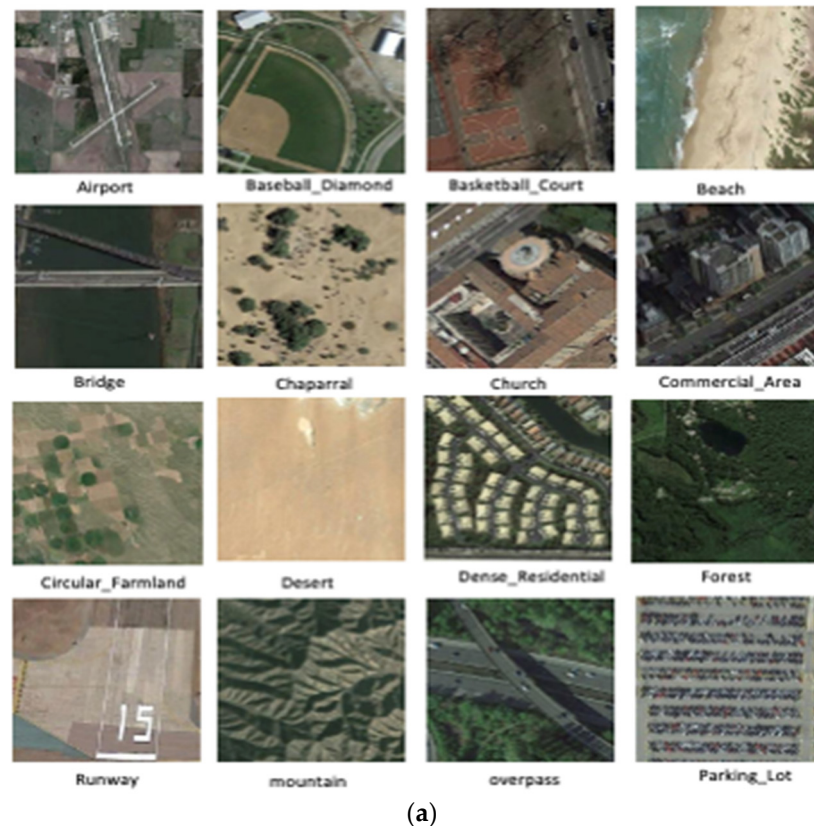 Airport
Baseball_Diamond
Basketball_Court
Beach
Bridge
Chaparral
Church
Commercial_Area
Circular_Farmland
Desert
Dense_Residential
Forest
15
Runway
mountain
overpass
Parking_Lot
(a)